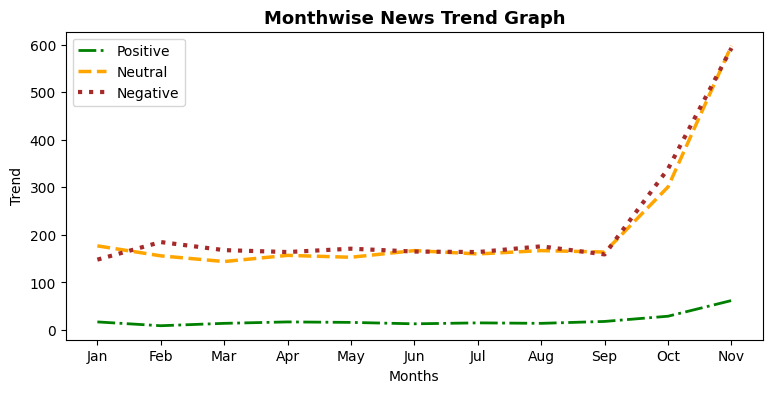 Monthwise News Trend Graph
Positive
Neutral
Negative
600
500
400
300
200
100
0
Trend
Jan Feb Mar Apr May Jun Jul Aug Sep Oct Nov
Months